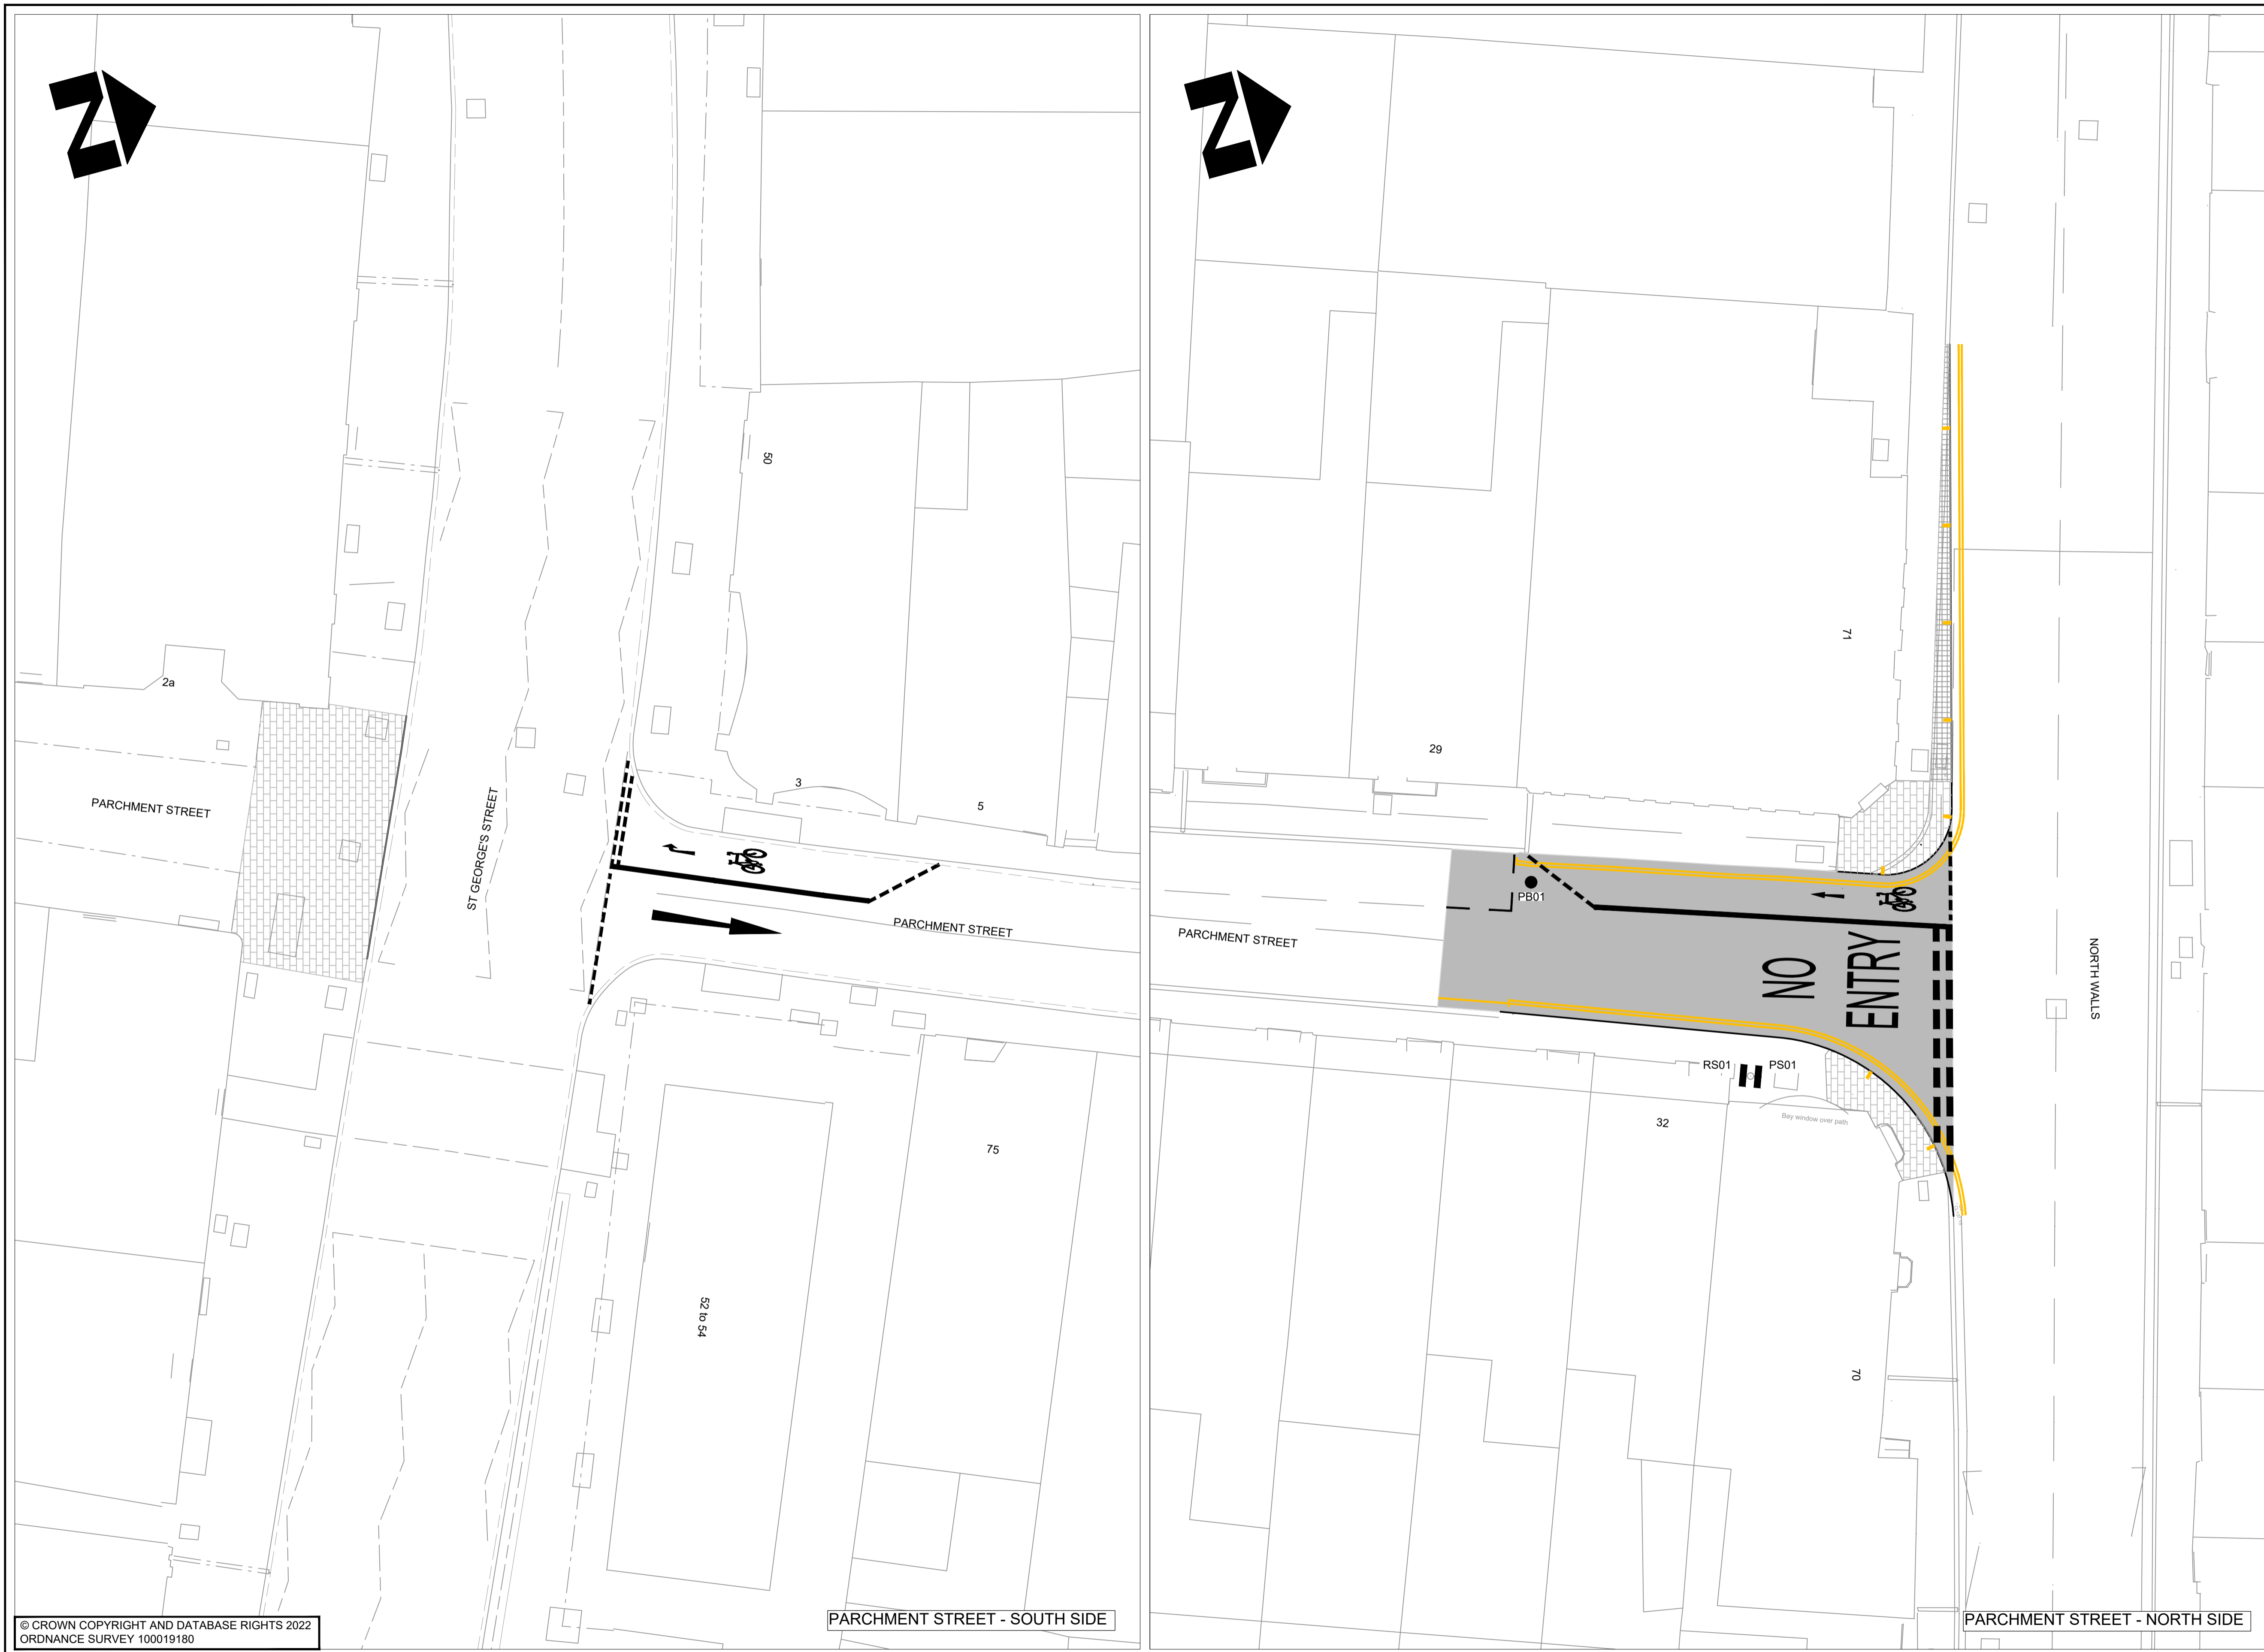 N
50
2a
3
5
PARCHMENT STREET
ST GEORGE'S STREET
PARCHMENT STREET
75
52 to 54
© CROWN COPYRIGHT AND DATABASE RIGHTS 2022
ORDNANCE SURVEY 100019180
PARCHMENT STREET - SOUTH SIDE
N
71
29
PB01
PARCHMENT STREET
NO
ENTRY
NORTH WALLS
RS01
PS01
Bay window over path
32
70
PARCHMENT STREET - NORTH SIDE